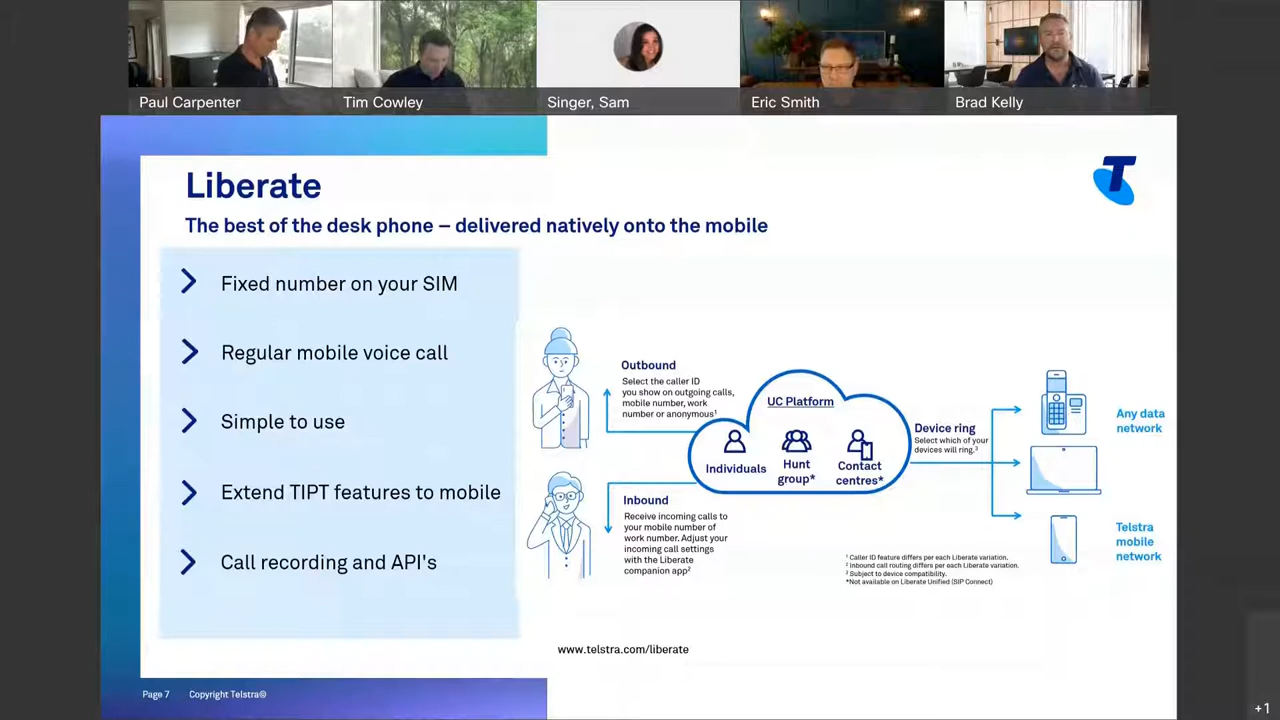 Paul Carpenter
Tim Cowley
Singer, Sam
Eric Smith
Brad Kelly
Liberate
The best of the desk phone – delivered natively onto the mobile
Fixed number on your SIM
Regular mobile voice call
Simple to use
Extend TIPT features to mobile
Call recording and API's
Outbound
Select the caller ID
you show on outgoing calls,
mobile number, work
number or anonymous¹
Inbound
Receive incoming calls to
your mobile number of
work number. Adjust your
incoming call settings
with the Liberate
companion app²
UC Platform
Individuals
Hunt
group*
Contact
centres*
Device ring
Select which of your
devices will ring.³
Any data
network
Telstra
mobile
network
¹ Caller ID feature differs per each Liberate variation.
² Inbound call routing differs per each Liberate variation.
³ Subject to device compatibility.
*Not available on Liberate Unified (SIP Connect)
www.telstra.com/liberate
Page 7 Copyright Telstra©
+1